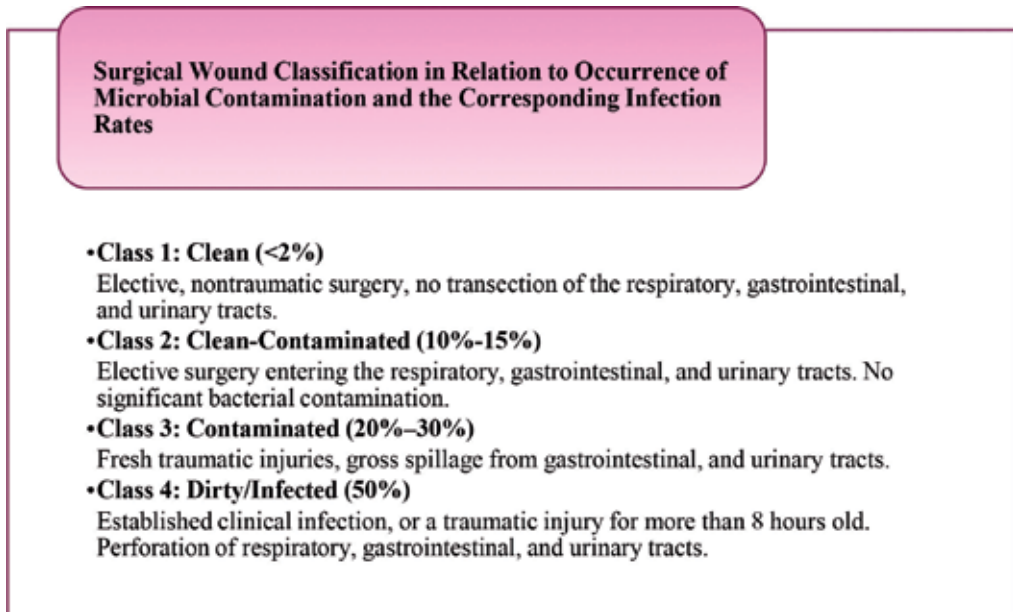 Surgical Wound Classification in Relation to Occurrence of
Microbial Contamination and the Corresponding Infection
Rates
•Class 1: Clean (<2%)
Elective, nontraumatic surgery, no transection of the respiratory, gastrointestinal,
and urinary tracts.
•Class 2: Clean-Contaminated (10%-15%)
Elective surgery entering the respiratory, gastrointestinal, and urinary tracts. No
significant bacterial contamination.
•Class 3: Contaminated (20%–30%)
Fresh traumatic injuries, gross spillage from gastrointestinal, and urinary tracts.
•Class 4: Dirty/Infected (50%)
Established clinical infection, or a traumatic injury for more than 8 hours old.
Perforation of respiratory, gastrointestinal, and urinary tracts.